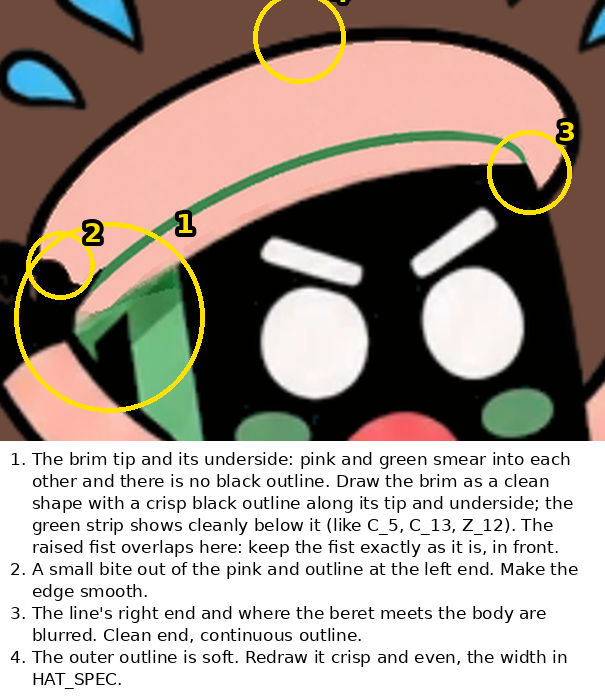 3
2
1
1. The brim tip and its underside: pink and green smear into each
other and there is no black outline. Draw the brim as a clean
shape with a crisp black outline along its tip and underside; the
green strip shows cleanly below it (like C_5, C_13, Z_12). The
raised fist overlaps here: keep the fist exactly as it is, in front.
2. A small bite out of the pink and outline at the left end. Make the
edge smooth.
3. The line's right end and where the beret meets the body are
blurred. Clean end, continuous outline.
4. The outer outline is soft. Redraw it crisp and even, the width in
HAT_SPEC.